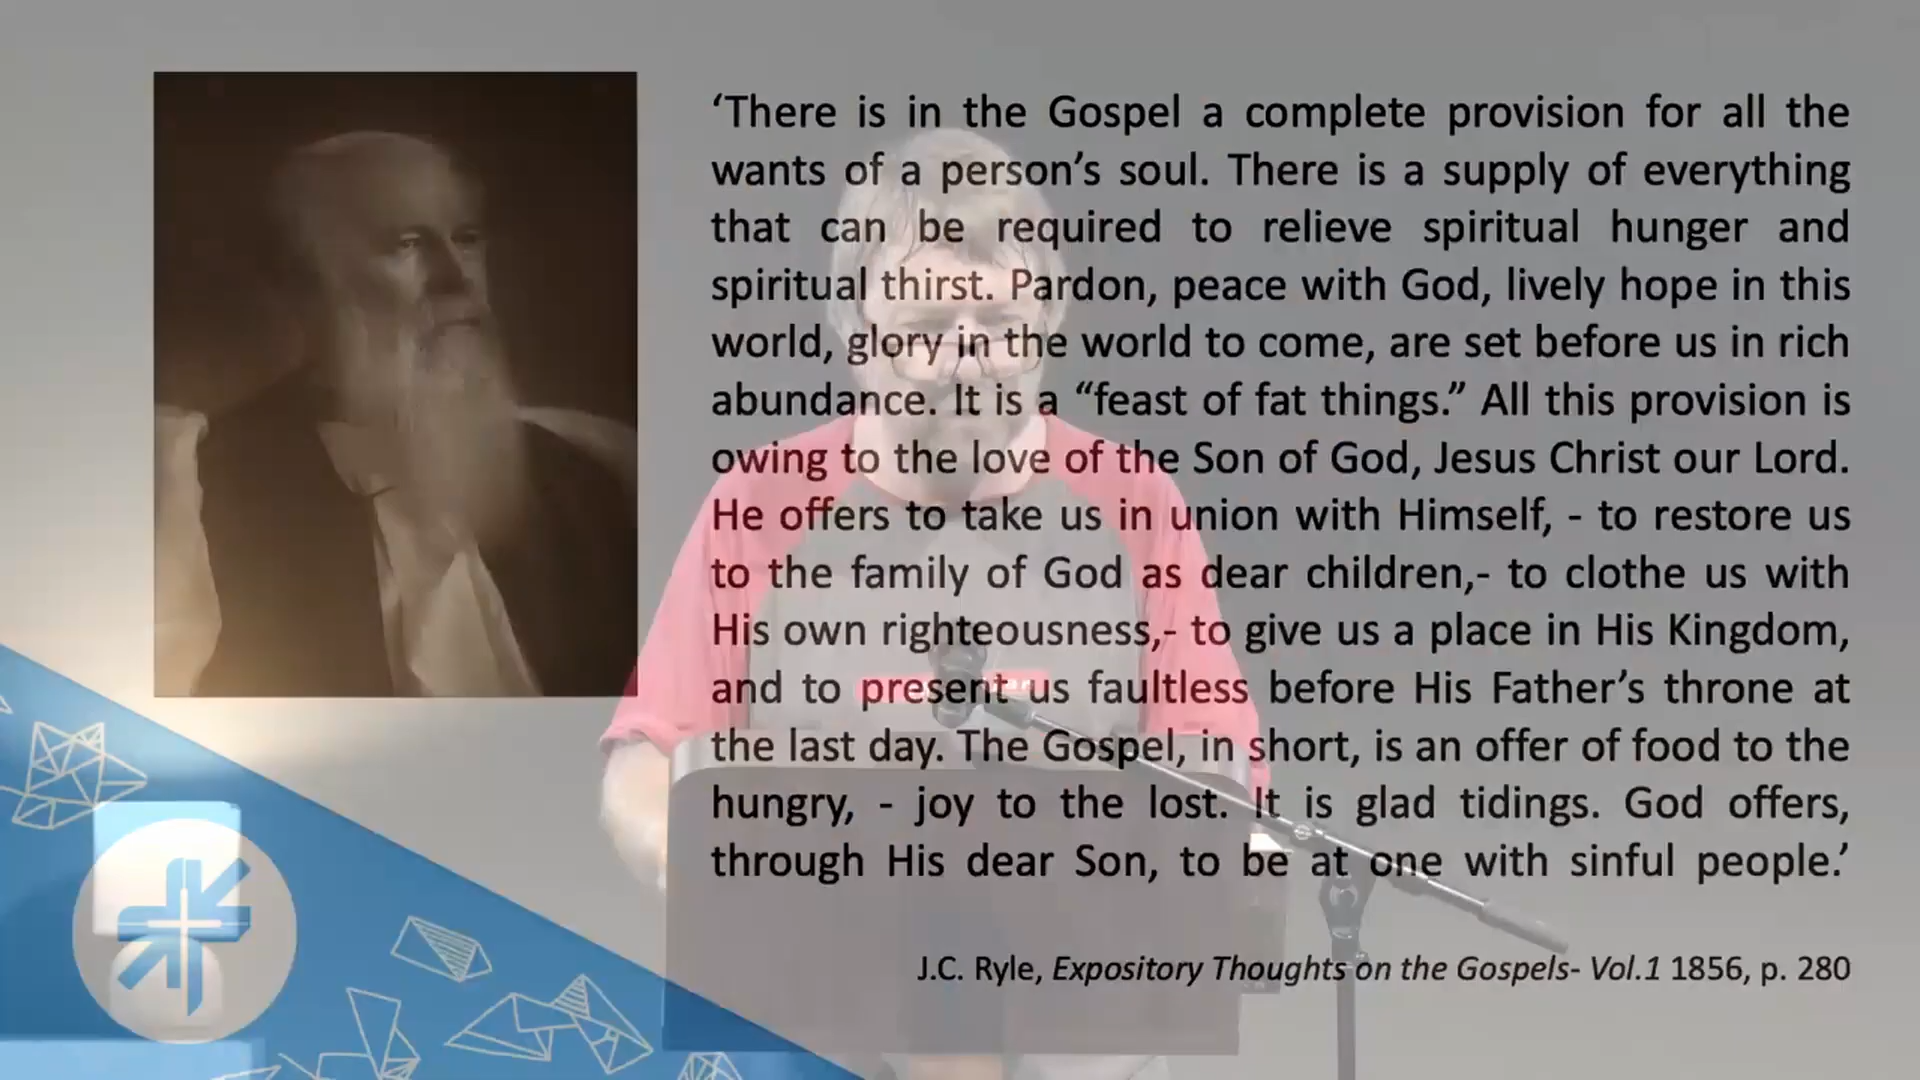 ‘There is in the Gospel a complete provision for all the
wants of a person’s soul. There is a supply of everything
that can be required to relieve spiritual hunger and
spiritual thirst. Pardon, peace with God, lively hope in this
world, glory in the world to come, are set before us in rich
abundance. It is a “feast of fat things.” All this provision is
owing to the love of the Son of God, Jesus Christ our Lord.
He offers to take us in union with Himself, - to restore us
to the family of God as dear children,- to clothe us with
His own righteousness,- to give us a place in His Kingdom,
and to present us faultless before His Father’s throne at
the last day. The Gospel, in short, is an offer of food to the
hungry, - joy to the lost. It is glad tidings. God offers,
through His dear Son, to be at one with sinful people.’
J.C. Ryle, Expository Thoughts on the Gospels- Vol.1 1856, p. 280